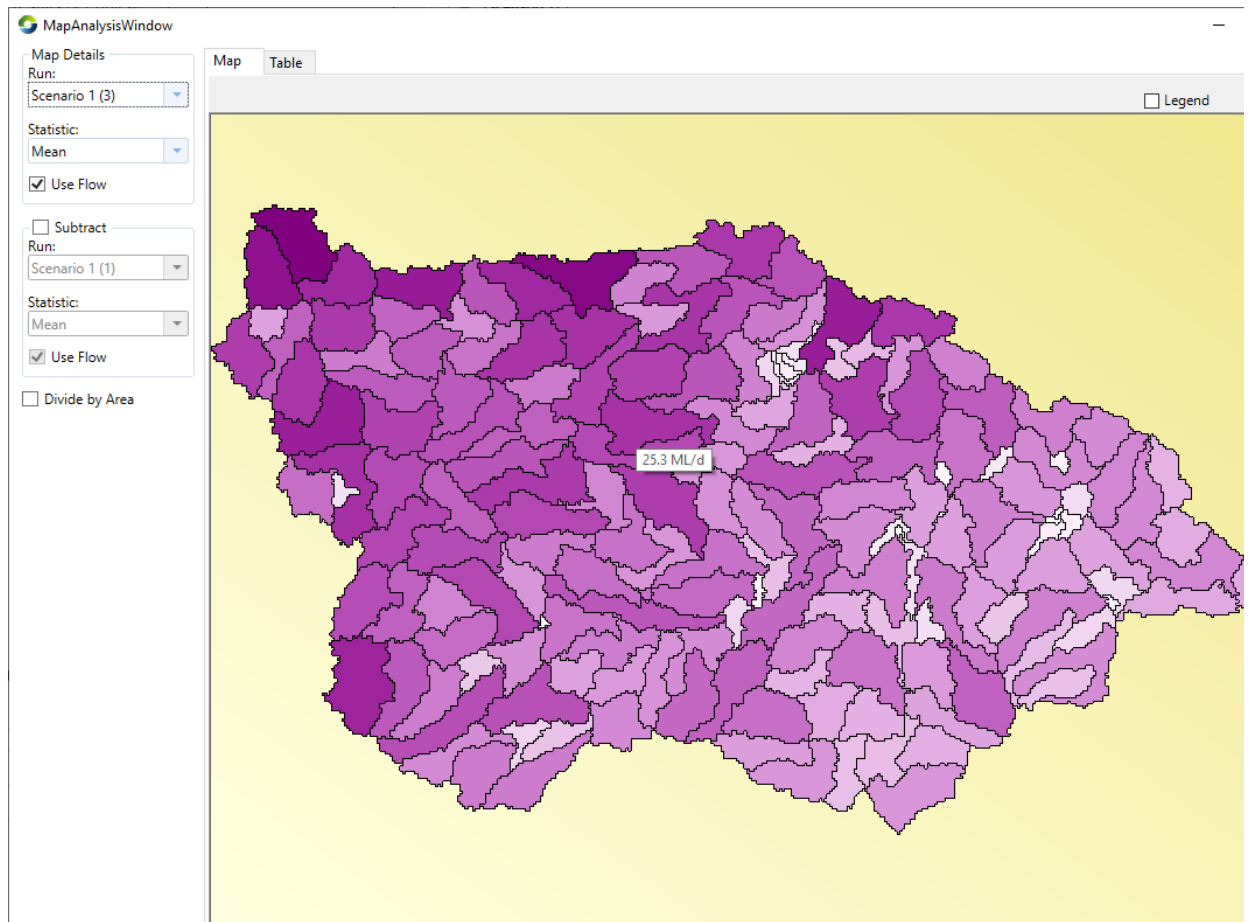 MapAnalysisWindow
Map Details
Run:
Scenario 1 (3)
Statistic:
Mean
Use Flow
Subtract
Run:
Scenario 1 (1)
Statistic:
Mean
Use Flow
Divide by Area
Map Table
Legend
25.3 ML/d